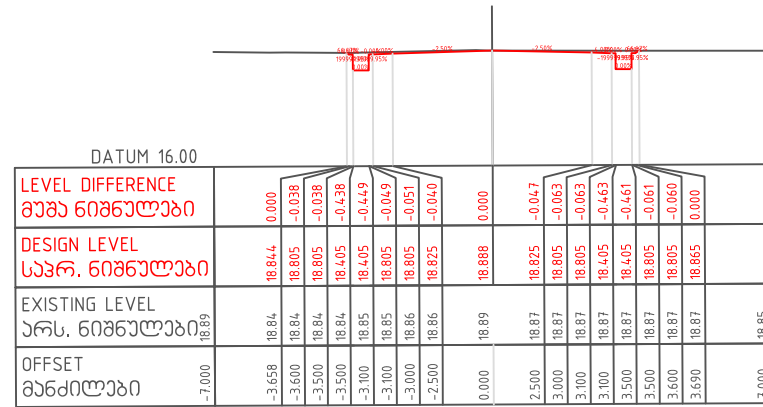 -2.50% -2.50%
DATUM 16.00
LEVEL DIFFERENCE
მუშა ნიშნულები
0.000 -0.038 -0.038 -0.438 -0.449 -0.049 -0.051 -0.040 0.000 -0.047 -0.063 -0.063 -0.463 -0.461 -0.061 -0.060 0.000
DESIGN LEVEL
საპრ. ნიშნულები
18.844 18.805 18.805 18.405 18.405 18.805 18.805 18.825 18.888 18.825 18.805 18.805 18.405 18.405 18.805 18.805 18.865
EXISTING LEVEL
არს. ნიშნულები
18.89 18.84 18.84 18.84 18.84 18.85 18.85 18.86 18.86 18.89 18.87 18.87 18.87 18.87 18.87 18.87 18.87 18.87 18.85
OFFSET
მანძილები
-7.000 -3.658 -3.600 -3.500 -3.500 -3.100 -3.100 -3.000 -2.500 0.000 2.500 3.000 3.100 3.100 3.500 3.500 3.600 3.690